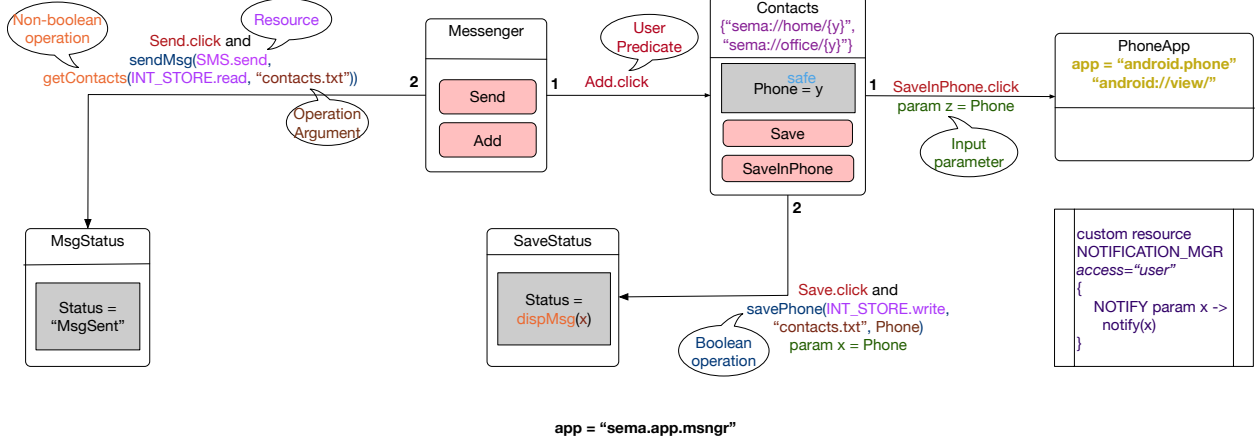 Non-boolean
operation
Resource
Send.click and
sendMsg(SMS.send,
getContacts(INT_STORE.read, “contacts.txt”))
Operation
Argument
2
Messenger
Send
Add
1
User
Predicate
Add.click
Contacts
{“sema://home/{y}”,
“sema://office/{y}”}
safe
Phone = y
Save
SaveInPhone
1
SaveInPhone.click
param z = Phone
Input
parameter
PhoneApp
app = “android.phone”
“android://view/”
2
MsgStatus
Status =
“MsgSent”
SaveStatus
Status =
dispMsg(x)
Save.click and
savePhone(INT_STORE.write,
“contacts.txt”, Phone)
param x = Phone
Boolean
operation
custom resource
NOTIFICATION_MGR
access=“user”
{
NOTIFY param x ->
notify(x)
}
app = “sema.app.msngr”